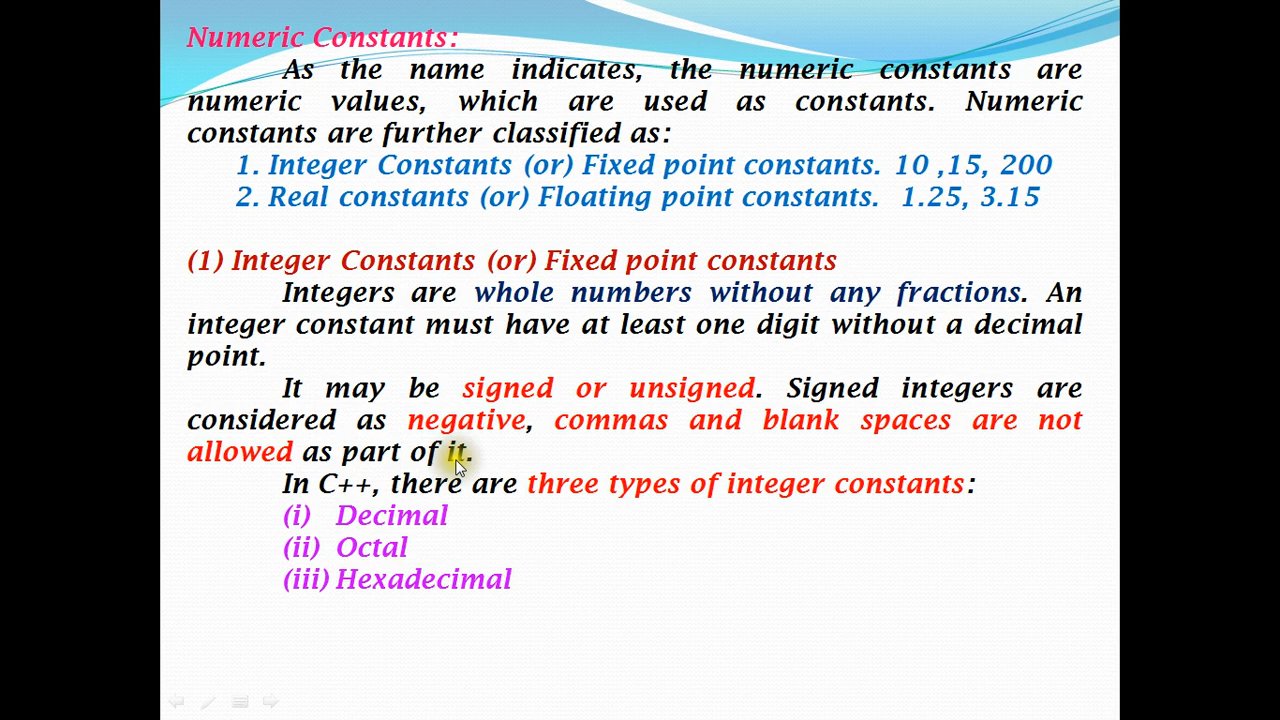 Numeric Constants:
As the name indicates, the numeric constants are
numeric values, which are used as constants. Numeric
constants are further classified as:
1. Integer Constants (or) Fixed point constants. 10 ,15, 200
2. Real constants (or) Floating point constants. 1.25, 3.15
(1) Integer Constants (or) Fixed point constants
Integers are whole numbers without any fractions. An
integer constant must have at least one digit without a decimal
point.
It may be signed or unsigned. Signed integers are
considered as negative, commas and blank spaces are not
allowed as part of it.
In C++, there are three types of integer constants:
(i) Decimal
(ii) Octal
(iii) Hexadecimal